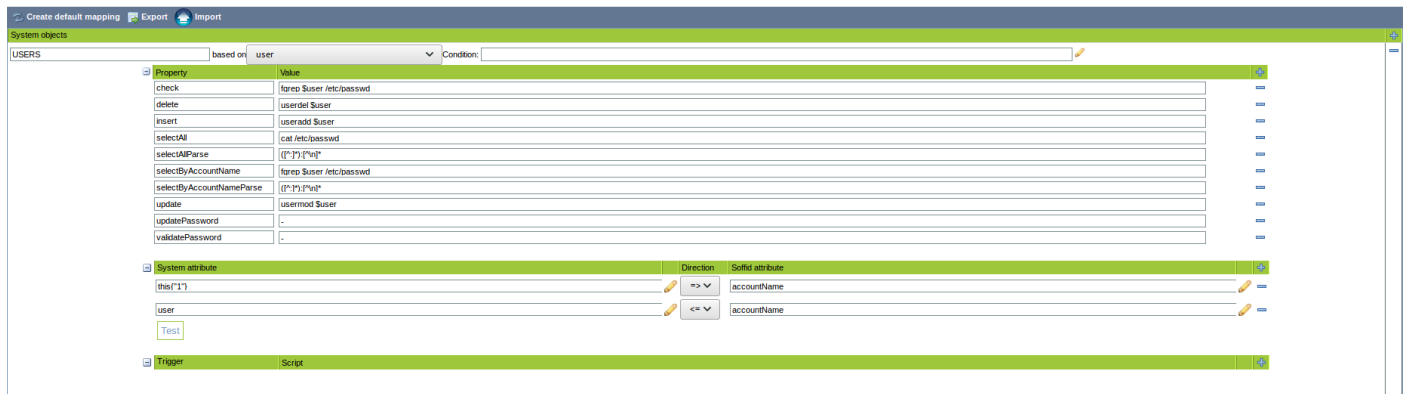 Create default mapping Export Import
System objects
USERS based on user Condition:
Property Value
check fgrep $user /etc/passwd
delete userdel $user
insert useradd $user
selectAll cat /etc/passwd
selectAllParse ([^:]*):[^\n]*
selectByAccountName fgrep $user /etc/passwd
selectByAccountNameParse ([^:]*):[^\n]*
update usermod $user
updatePassword -
validatePassword -
System attribute Direction Soffid attribute
this{"1"} => accountName
user <= accountName
Test
Trigger Script